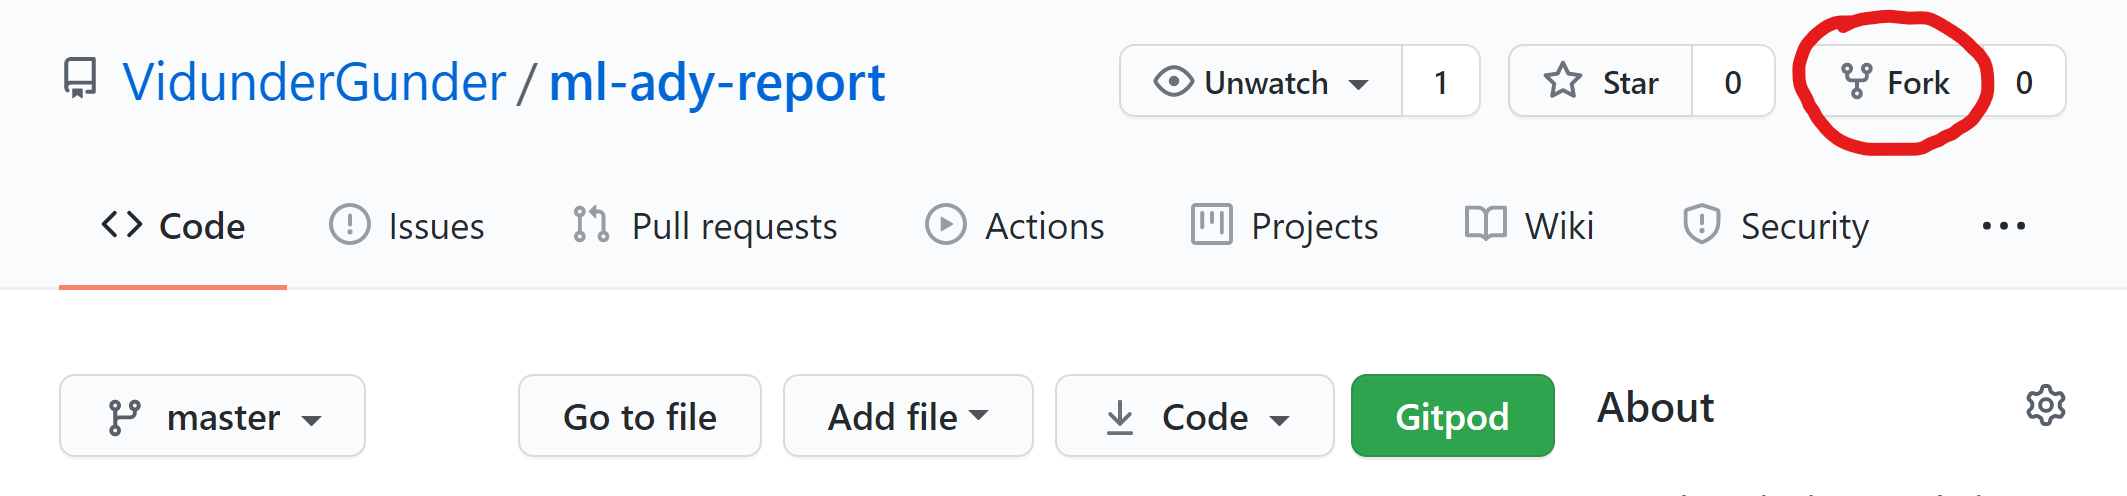 VidunderGunder / ml-ady-report Unwatch 1 Star 0 Fork 0
Code Issues Pull requests Actions Projects Wiki Security ...
master Go to file Add file Code Gitpod About